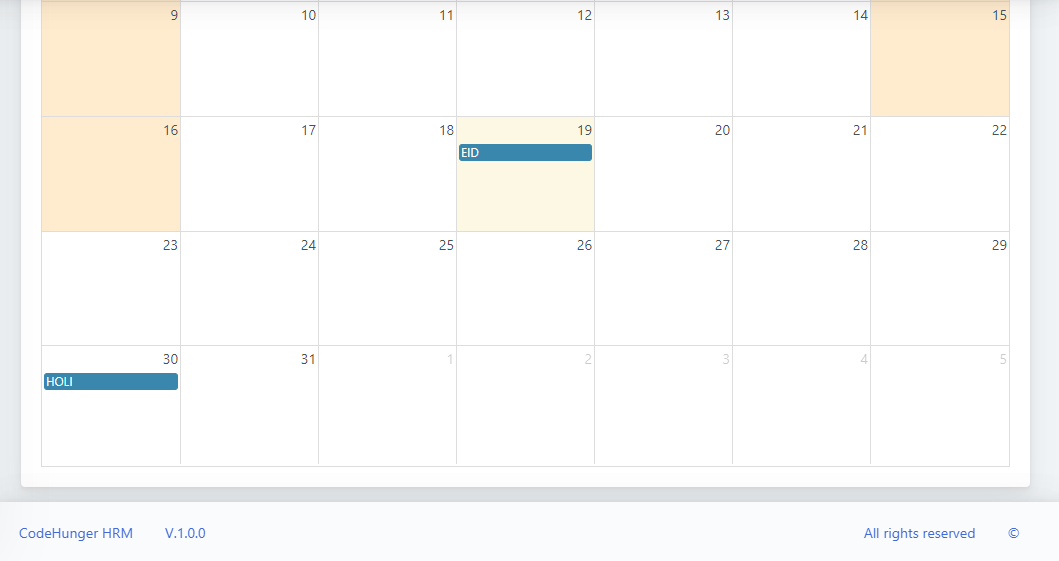 9 10 11 12 13 14 15
16 17 18 19 20 21 22
EID
23 24 25 26 27 28 29
30 31 1 2 3 4 5
HOLI
CodeHunger HRM V.1.0.0 All rights reserved ©